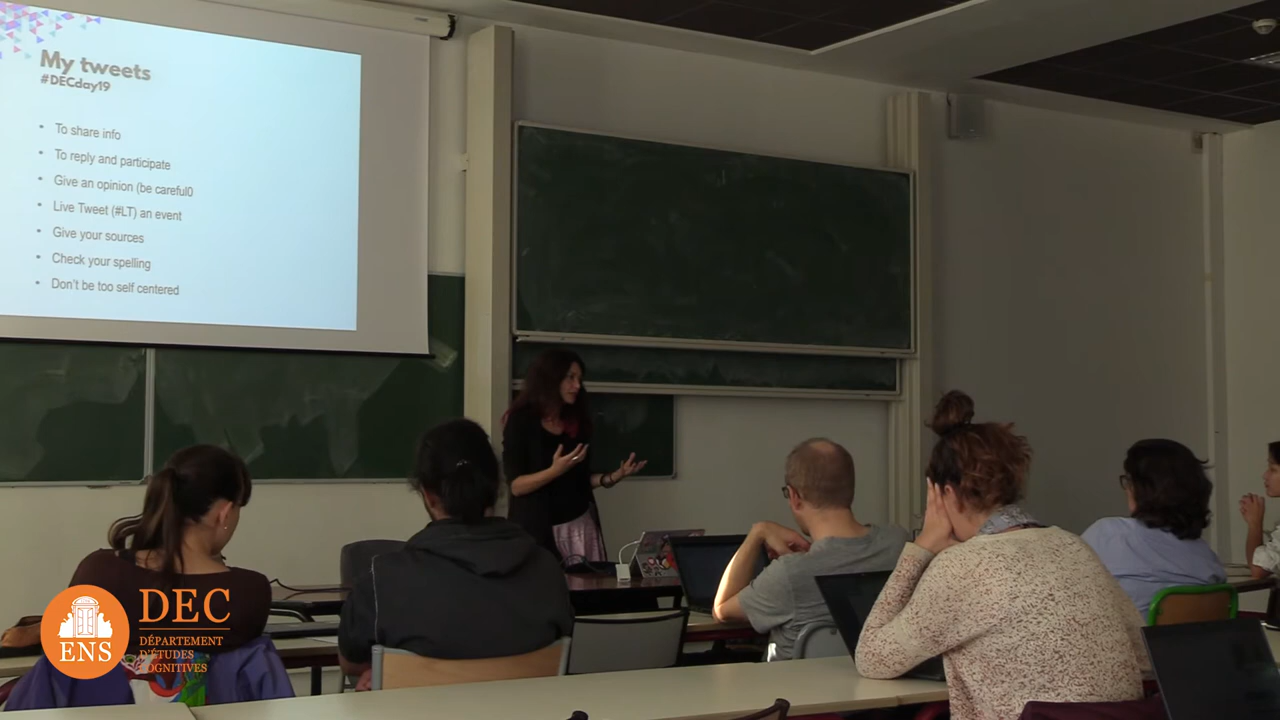 My tweets
#DECday19
• To share info
• To reply and participate
• Give an opinion (be careful0
• Live Tweet (#LT) an event
• Give your sources
• Check your spelling
• Don't be too self centered
ENS
DEC
DÉPARTEMENT
D'ÉTUDES
COGNITIVES